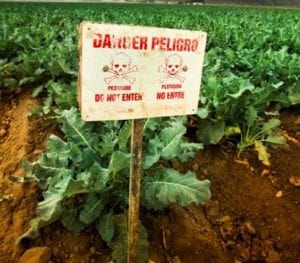 DANGER PELIGRO
PESTICIDE PESTICIDA
DO NOT ENTER NO ENTRE